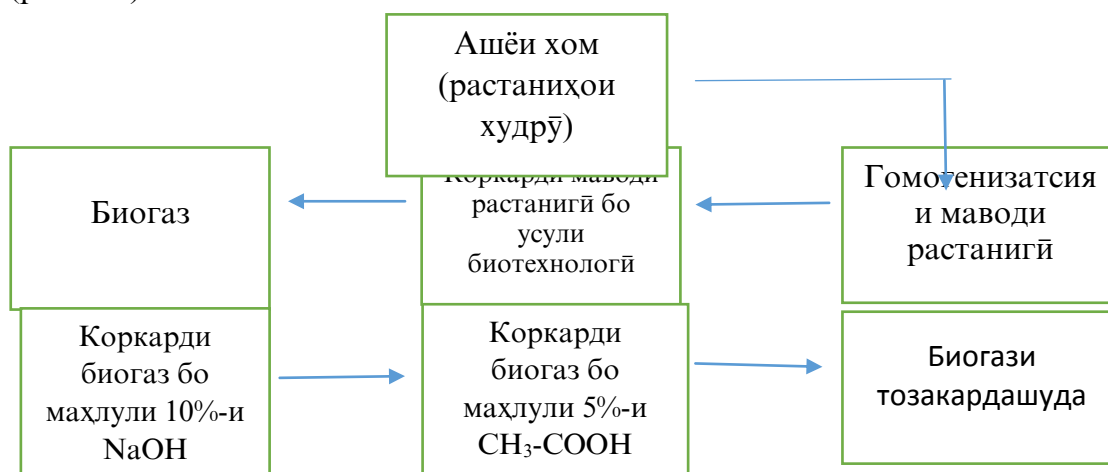 Ашёи хом
(растаниҳои
худрӯ)
Биогаз
растанигӣ бо
усули
биотехнологӣ
Гомогенизатсия
и маводи
растанигӣ
Коркарди
биогаз бо
маҳлули 10%-и
NaOH
Коркарди
биогаз бо
маҳлули 5%-и
CH₃-COOH
Биогази
тозакардашуда